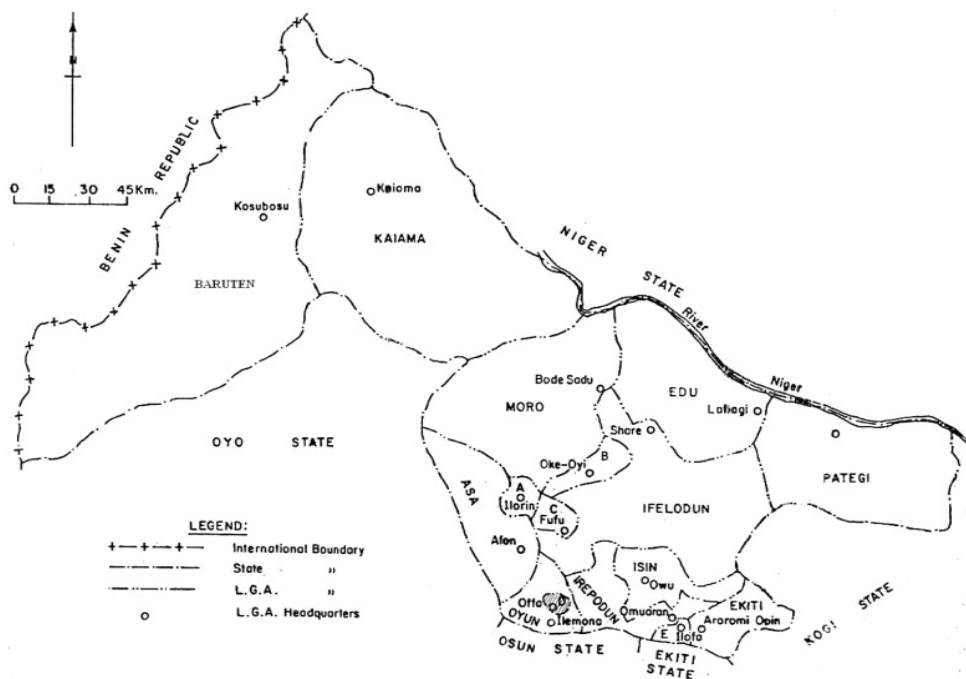 N
BENIN REPUBLIC
0 15 30 45 Km.
Kosubosu
Kaiama
KAIAMA
BARUTEN
NIGER STATE
River Niger
OYO STATE
Bode Sadu
MORO
EDU
Lafiagi
Share
Oke-Oyi
B
PATEGI
ASA
A
Ilorin
C
Fufu
IFELODUN
Afon
ISIN
Owu
IREPODUN
Offa
D
OYUN
Ilemona
Omuaran
EKITI
Araromi Opin
E
Ilofa
OSUN STATE
EKITI STATE
KOGI STATE
LEGEND:
International Boundary
State "
L.G.A. "
L.G.A. Headquarters